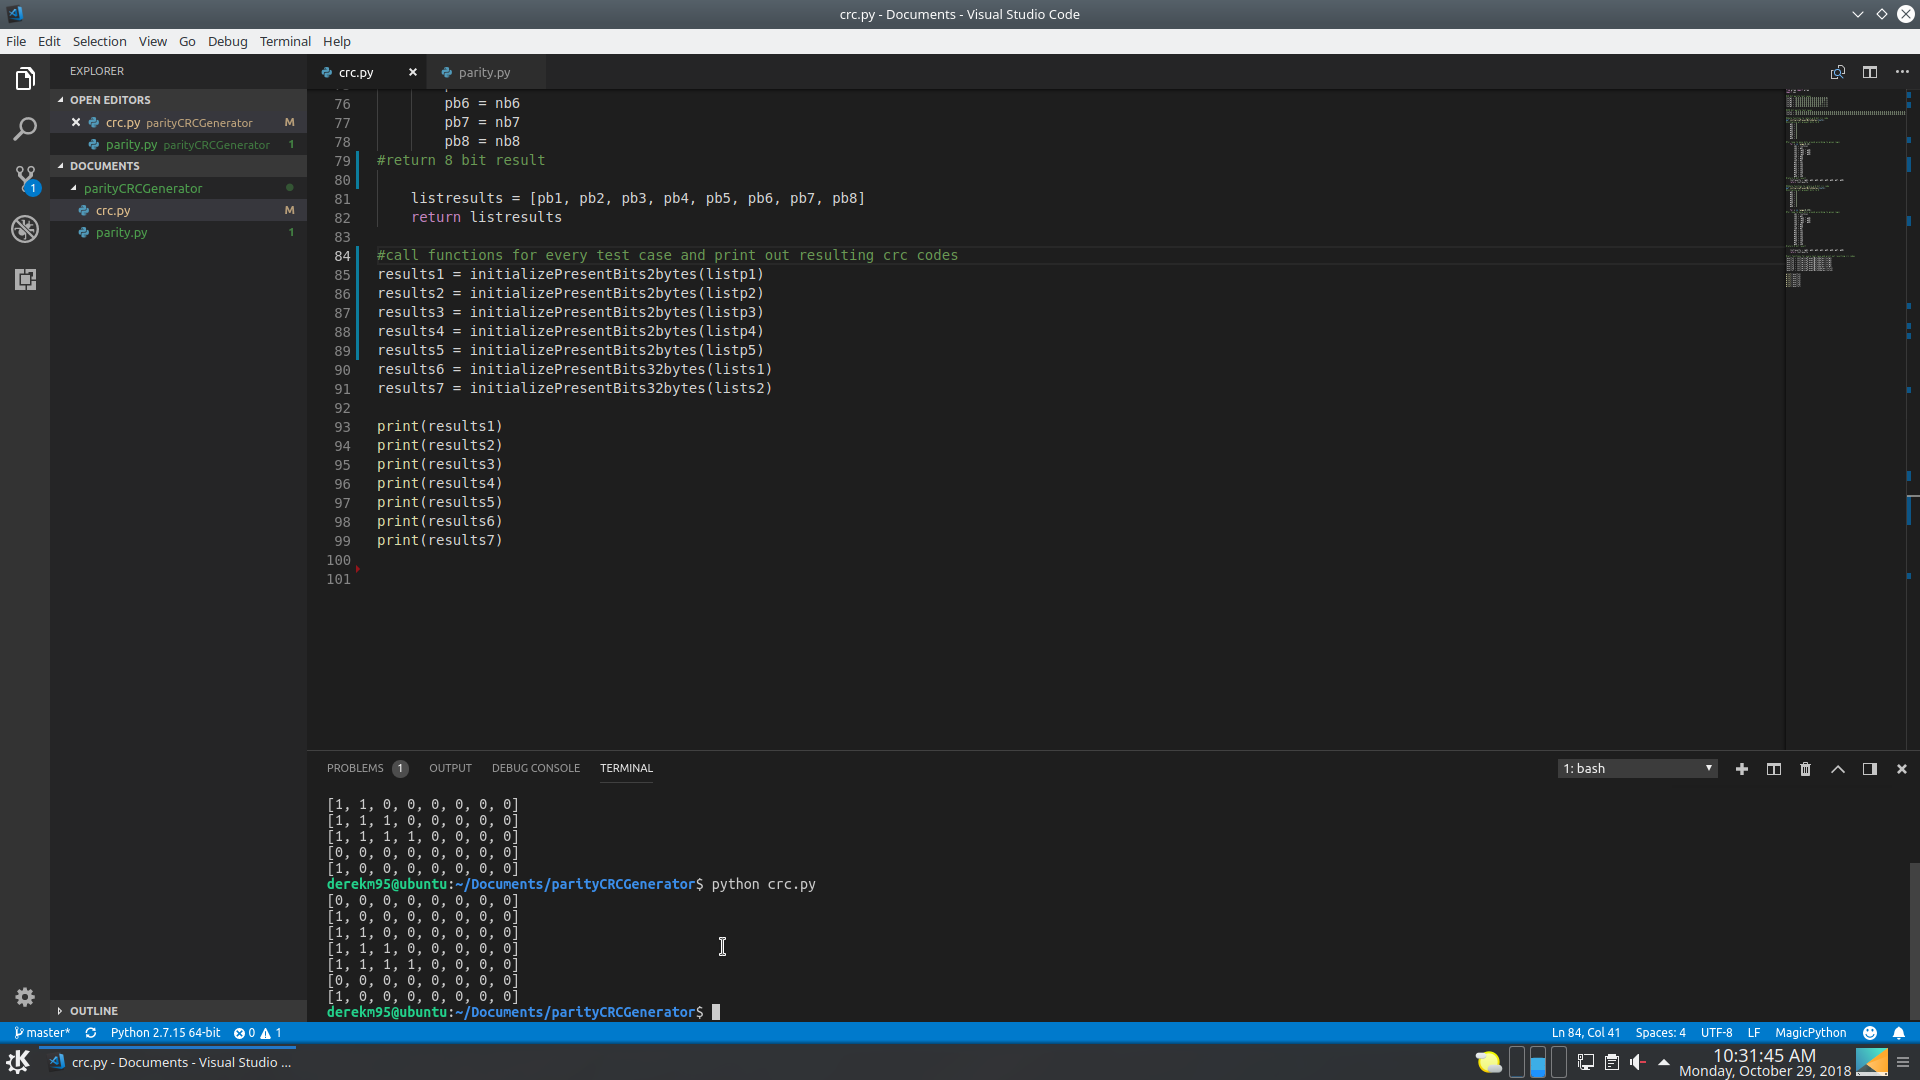 crc.py - Documents - Visual Studio Code
File Edit Selection View Go Debug Terminal Help
EXPLORER
OPEN EDITORS
crc.py parityCRCGenerator M
parity.py parityCRCGenerator 1
DOCUMENTS
parityCRCGenerator
crc.py M
parity.py 1
1
OUTLINE
crc.py parity.py
76 pb6 = nb6
77 pb7 = nb7
78 pb8 = nb8
79 #return 8 bit result
80
81 listresults = [pb1, pb2, pb3, pb4, pb5, pb6, pb7, pb8]
82 return listresults
83
84 #call functions for every test case and print out resulting crc codes
85 results1 = initializePresentBits2bytes(listp1)
86 results2 = initializePresentBits2bytes(listp2)
87 results3 = initializePresentBits2bytes(listp3)
88 results4 = initializePresentBits2bytes(listp4)
89 results5 = initializePresentBits2bytes(listp5)
90 results6 = initializePresentBits32bytes(lists1)
91 results7 = initializePresentBits32bytes(lists2)
92
93 print(results1)
94 print(results2)
95 print(results3)
96 print(results4)
97 print(results5)
98 print(results6)
99 print(results7)
100
101
PROBLEMS 1 OUTPUT DEBUG CONSOLE TERMINAL 1: bash
[1, 1, 0, 0, 0, 0, 0, 0]
[1, 1, 1, 0, 0, 0, 0, 0]
[1, 1, 1, 1, 0, 0, 0, 0]
[0, 0, 0, 0, 0, 0, 0, 0]
[1, 0, 0, 0, 0, 0, 0, 0]
derekm95@ubuntu:~/Documents/parityCRCGenerator$ python crc.py
[0, 0, 0, 0, 0, 0, 0, 0]
[1, 0, 0, 0, 0, 0, 0, 0]
[1, 1, 0, 0, 0, 0, 0, 0]
[1, 1, 1, 0, 0, 0, 0, 0]
[1, 1, 1, 1, 0, 0, 0, 0]
[0, 0, 0, 0, 0, 0, 0, 0]
[1, 0, 0, 0, 0, 0, 0, 0]
derekm95@ubuntu:~/Documents/parityCRCGenerator$
master* Python 2.7.15 64-bit 0 1 Ln 84, Col 41 Spaces: 4 UTF-8 LF MagicPython
crc.py - Documents - Visual Studio ...
10:31:45 AM
Monday, October 29, 2018